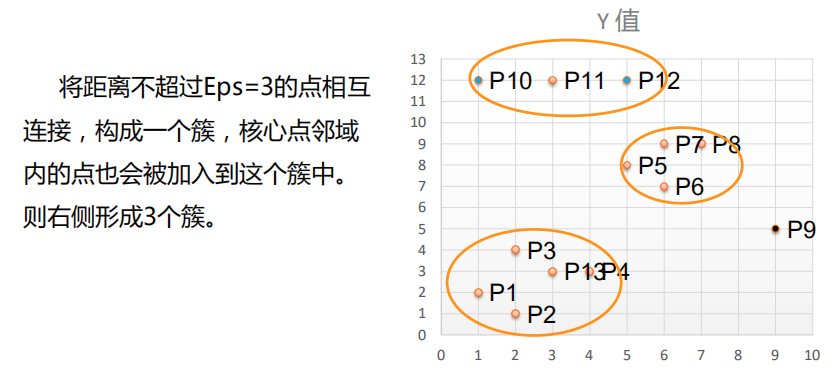 将距离不超过Eps=3的点相互
连接，构成一个簇，核心点邻域
内的点也会被加入到这个簇中。
则右侧形成3个簇。
Y 值
13
12
11
10
9
8
7
6
5
4
3
2
1
0
P10 P11 P12
P7 P8
P5
P6
P9
P3
P13 P4
P1
P2
0 1 2 3 4 5 6 7 8 9 10